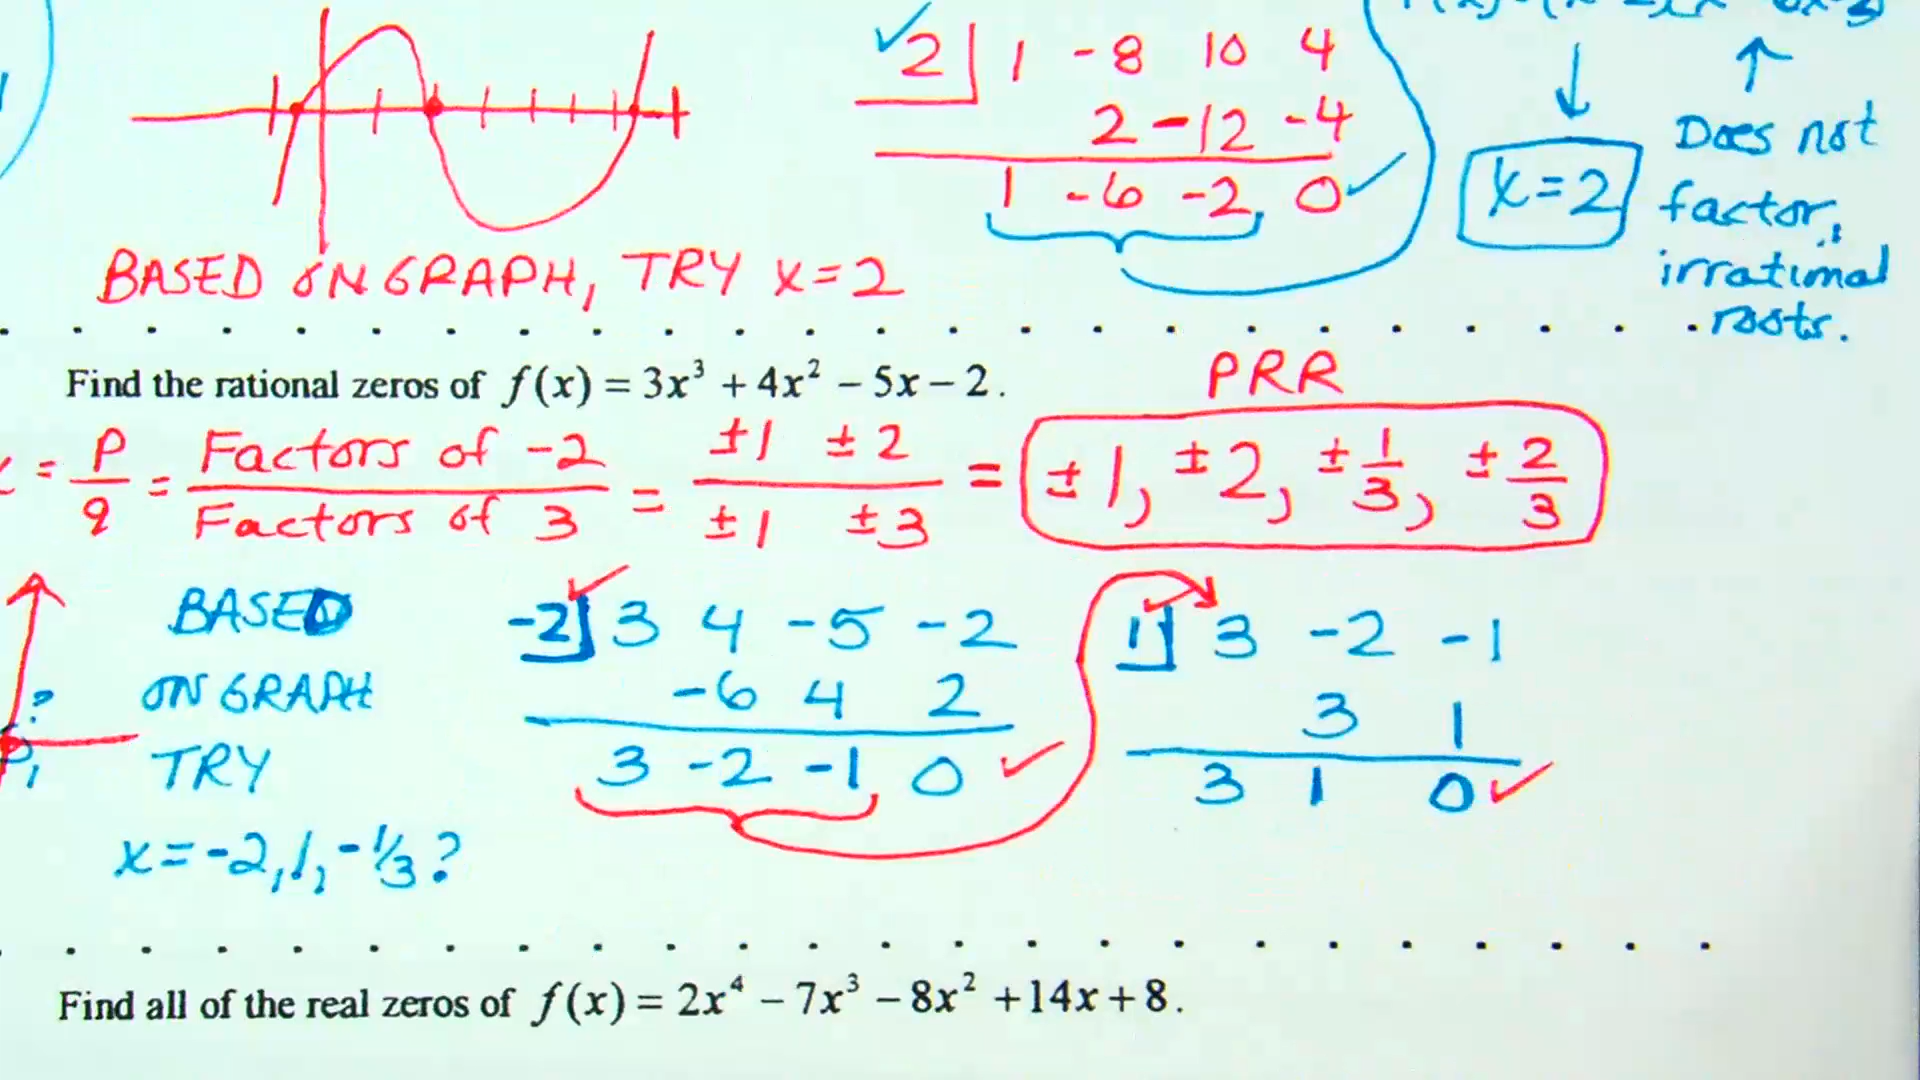 2 | 1 -8 10 4
2 -12 -4
1 -6 -2 0
x=2
Does not
factor,
irrational
roots.
BASED ON GRAPH, TRY x=2
PRR
Find the rational zeros of f(x) = 3x³ + 4x² – 5x – 2.
= p/q = Factors of -2 / Factors of 3 = ±1 ±2 / ±1 ±3 = ±1, ±2, ±1/3, ±2/3
BASED
ON GRAPH
TRY
x=-2,1,-1/3?
-2 | 3 4 -5 -2
-6 4 2
3 -2 -1 0
1 | 3 -2 -1
3 1
3 1 0
Find all of the real zeros of f(x) = 2x⁴ – 7x³ – 8x² +14x+8.